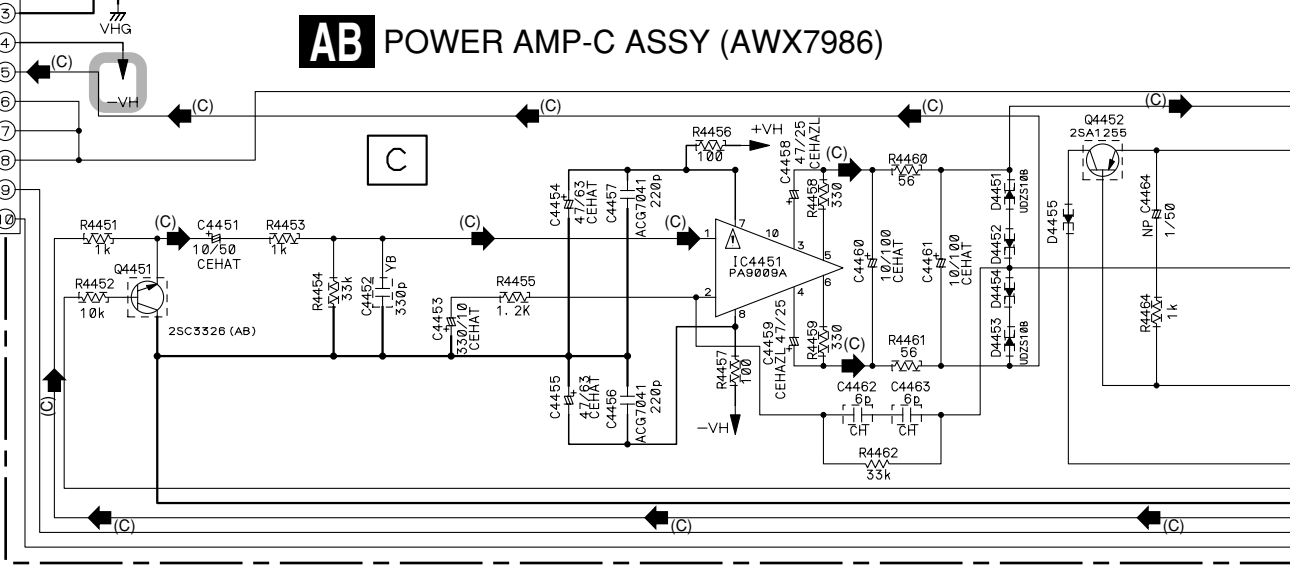 3
VHG
4
AB POWER AMP-C ASSY (AWX7986)
5
(C)
-VH
6
(C)
(C)
(C)
(C)
7
8
9
10
C
R4456
100
+VH
C4458
47/25
CEHAZL
(C)
R4460
56
Q4452
2SA1255
C4454
47/63
CEHAT
C4457
220p
ACG7041
R4458
330
D4451
UDZS10B
D4455
NP C4464
1/50
R4451
1k
(C)
C4451
10/50
CEHAT
R4453
1k
(C)
(C)
1
7
10
3
IC4451
PA9009A
5
6
2
4
8
C4460
10/100
CEHAT
C4461
10/100
CEHAT
D4452
D4454
D4453
UDZS10B
Q4451
R4452
10k
2SC3326(AB)
R4454
33k
C4452
YB
330p
C4453
330/10
CEHAT
R4455
1.2K
R4464
1k
C4459
CEHAZL 47/25
R4459
330
(C)
R4461
56
R4457
100
-VH
C4455
47/63
CEHAT
C4456
220p
ACG7041
C4462
6p
CH
C4463
6p
CH
R4462
33k
(C)
(C)
(C)
(C)